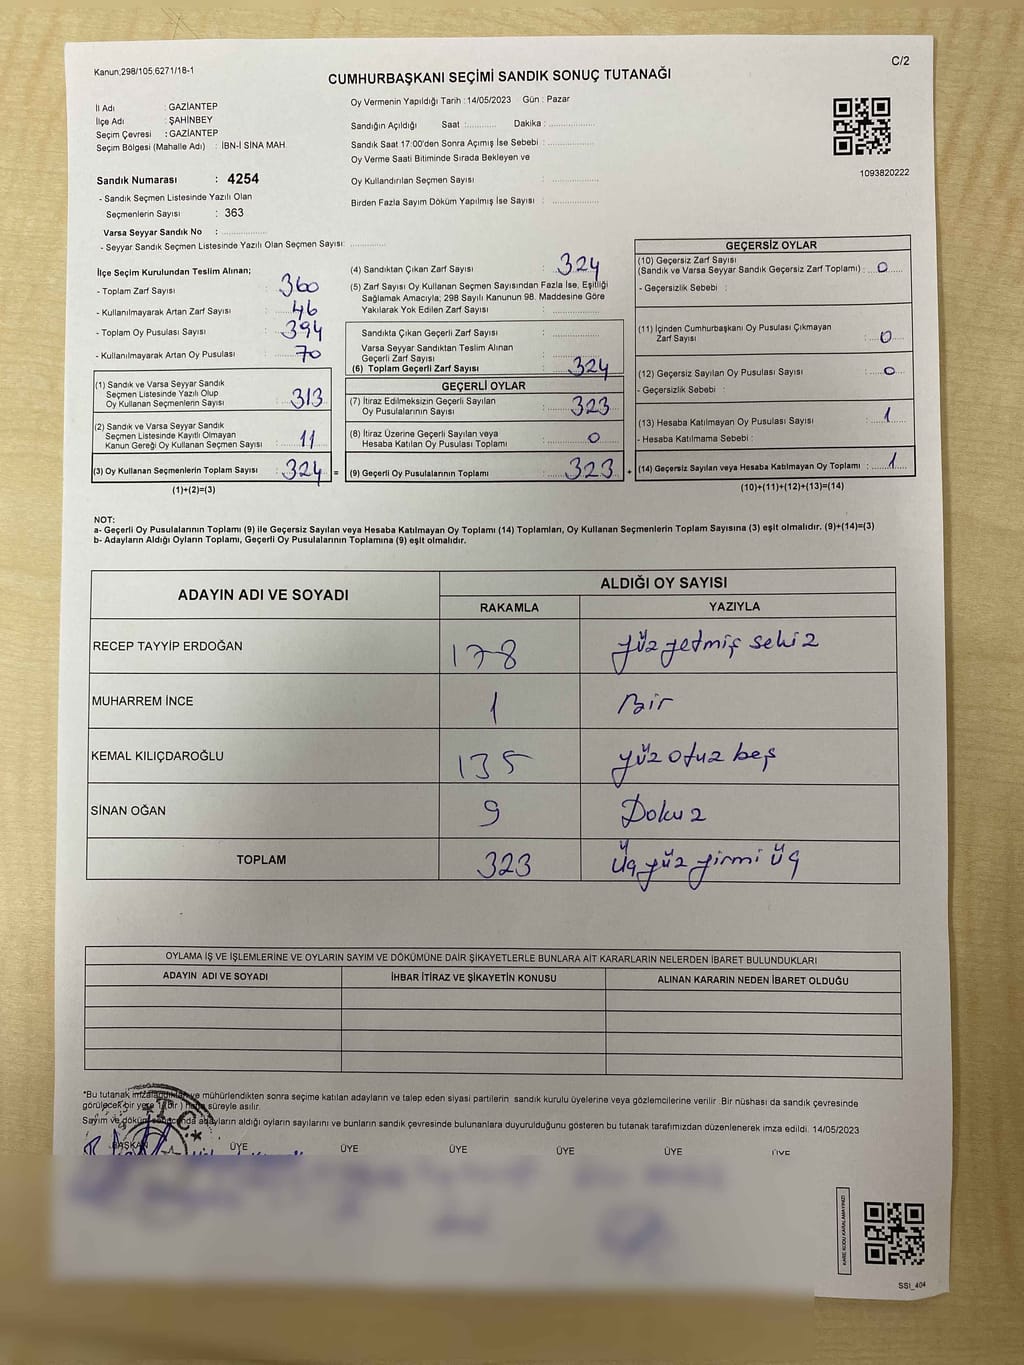 Kanun;298/105,6271/18-1
C/2
CUMHURBAŞKANI SEÇİMİ SANDIK SONUÇ TUTANAĞI
İl Adı : GAZİANTEP
İlçe Adı : ŞAHİNBEY
Seçim Çevresi : GAZİANTEP
Seçim Bölgesi (Mahalle Adı) : İBN-İ SİNA MAH.
Sandık Numarası : 4254
- Sandık Seçmen Listesinde Yazılı Olan
Seçmenlerin Sayısı : 363
Varsa Seyyar Sandık No : ..............
- Seyyar Sandık Seçmen Listesinde Yazılı Olan Seçmen Sayısı: ............
Oy Vermenin Yapıldığı Tarih : 14/05/2023 Gün : Pazar
Sandığın Açıldığı Saat :.......... Dakika : ..............
Sandık Saat 17:00'den Sonra Açımış İse Sebebi : ..............
Oy Verme Saati Bitiminde Sırada Bekleyen ve
Oy Kullandırılan Seçmen Sayısı : ..............
Birden Fazla Sayım Döküm Yapılmış İse Sayısı : ..............
1093820222
İlçe Seçim Kurulundan Teslim Alınan;
- Toplam Zarf Sayısı : 360
- Kullanılmayarak Artan Zarf Sayısı : 46
- Toplam Oy Pusulası Sayısı : 394
- Kullanılmayarak Artan Oy Pusulası : 70
(1) Sandık ve Varsa Seyyar Sandık
Seçmen Listesinde Yazılı Olup
Oy Kullanan Seçmenlerin Sayısı : 313
(2) Sandık ve Varsa Seyyar Sandık
Seçmen Listesinde Kayıtlı Olmayan
Kanun Gereği Oy Kullanan Seçmen Sayısı : 11
(3) Oy Kullanan Seçmenlerin Toplam Sayısı : 324 =
(1)+(2)=(3)
(4) Sandıktan Çıkan Zarf Sayısı : 324
(5) Zarf Sayısı Oy Kullanan Seçmen Sayısından Fazla İse, Eşitliği
Sağlamak Amacıyla; 298 Sayılı Kanunun 98. Maddesine Göre
Yakılarak Yok Edilen Zarf Sayısı : ..............
Sandıkta Çıkan Geçerli Zarf Sayısı : ..............
Varsa Seyyar Sandıktan Teslim Alınan
Geçerli Zarf Sayısı : ..............
(6) Toplam Geçerli Zarf Sayısı : 324
GEÇERLİ OYLAR
(7) İtiraz Edilmeksizin Geçerli Sayılan
Oy Pusulalarının Sayısı : 323
(8) İtiraz Üzerine Geçerli Sayılan veya
Hesaba Katılan Oy Pusulası Toplamı : 0
(9) Geçerli Oy Pusulalarının Toplamı : 323 +
GEÇERSİZ OYLAR
(10) Geçersiz Zarf Sayısı
(Sandık ve Varsa Seyyar Sandık Geçersiz Zarf Toplamı) : 0
- Geçersizlik Sebebi :
(11) İçinden Cumhurbaşkanı Oy Pusulası Çıkmayan
Zarf Sayısı : 0
(12) Geçersiz Sayılan Oy Pusulası Sayısı : 0
- Geçersizlik Sebebi :
(13) Hesaba Katılmayan Oy Pusulası Sayısı : 1
- Hesaba Katılmama Sebebi :
(14) Geçersiz Sayılan veya Hesaba Katılmayan Oy Toplamı : 1
(10)+(11)+(12)+(13)=(14)
NOT:
a- Geçerli Oy Pusulalarının Toplamı (9) ile Geçersiz Sayılan veya Hesaba Katılmayan Oy Toplamı (14) Toplamları, Oy Kullanan Seçmenlerin Toplam Sayısına (3) eşit olmalıdır. (9)+(14)=(3)
b- Adayların Aldığı Oyların Toplamı, Geçerli Oy Pusulalarının Toplamına (9) eşit olmalıdır.
ADAYIN ADI VE SOYADI ALDIĞI OY SAYISI
RAKAMLA YAZIYLA
RECEP TAYYİP ERDOĞAN 178 yüz yetmiş sekiz
MUHARREM İNCE 1 Bir
KEMAL KILIÇDAROĞLU 135 yüz otuz beş
SİNAN OĞAN 9 Dokuz
TOPLAM 323 Üç yüz yirmi üç
OYLAMA İŞ VE İŞLEMLERİNE VE OYLARIN SAYIM VE DÖKÜMÜNE DAİR ŞİKAYETLERLE BUNLARA AİT KARARLARIN NELERDEN İBARET BULUNDUKLARI
ADAYIN ADI VE SOYADI İHBAR İTİRAZ VE ŞİKAYETİN KONUSU ALINAN KARARIN NEDEN İBARET OLDUĞU
*Bu tutanak imzalandıktan ve mühürlendikten sonra seçime katılan adayların ve talep eden siyasi partilerin sandık kurulu üyelerine veya gözlemcilerine verilir .Bir nüshası da sandık çevresinde
görülecek bir yere 1 (Bir) hafta süreyle asılır.
Sayım ve döküm sonucunda adayların aldığı oyların sayılarını ve bunların sandık çevresinde bulunanlara duyurulduğunu gösteren bu tutanak tarafımızdan düzenlenerek imza edildi. 14/05/2023
T.C.
BAŞKAN ÜYE ÜYE ÜYE ÜYE ÜYE ÜYE
KARE KODU KARALAMAYINIZ!
SSI_404